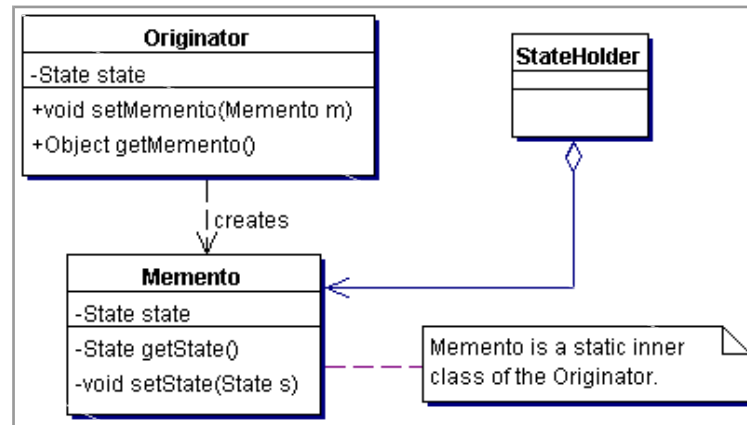 Originator
-State state
+void setMemento(Memento m)
+Object getMemento()
StateHolder
creates
Memento
-State state
-State getState()
-void setState(State s)
Memento is a static inner
class of the Originator.